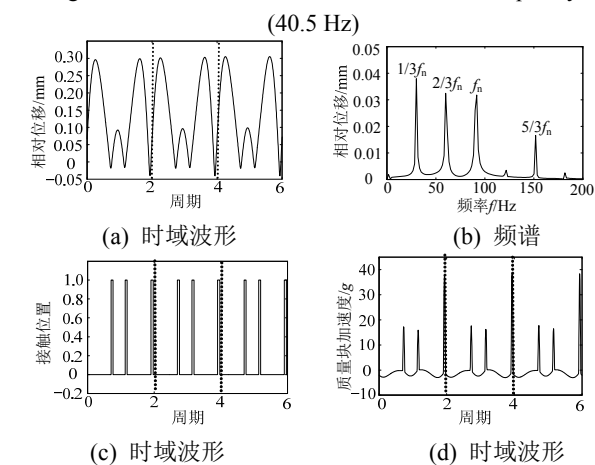 (40.5 Hz)
相对位移/mm
0.30
0.25
0.20
0.15
0.10
0.05
0
−0.05
0 2 4 6
周期
(a) 时域波形
相对位移/mm
0.05
0.04
0.03
0.02
0.01
0
1/3fn
2/3fn
fn
5/3fn
0 50 100 150 200
频率f/Hz
(b) 频谱
接触位置
1.0
0.8
0.6
0.4
0.2
0
−0.2
0 2 4 6
周期
(c) 时域波形
质量块加速度/g
40
30
20
10
0
−10
0 2 4 6
周期
(d) 时域波形